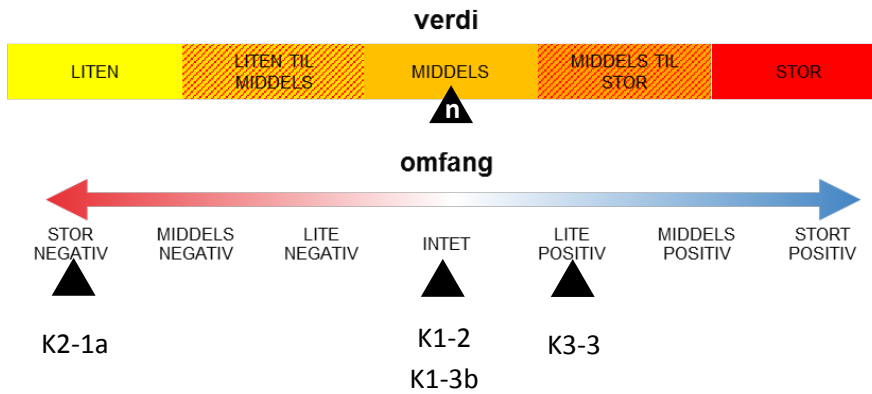 verdi
LITEN
LITEN TIL
MIDDELS
MIDDELS
MIDDELS TIL
STOR
STOR
n
omfang
STOR
NEGATIV
MIDDELS
NEGATIV
LITE
NEGATIV
INTET
LITE
POSITIV
MIDDELS
POSITIV
STORT
POSITIV
K2-1a
K1-2
K1-3b
K3-3